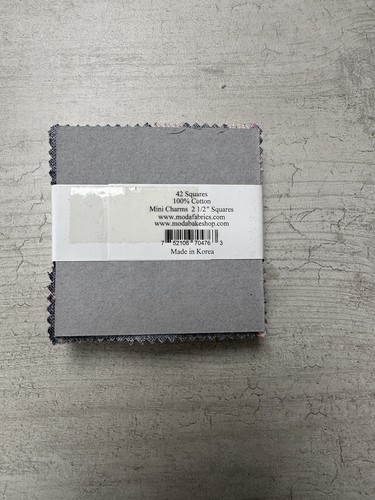 42 Squares
100% Cotton
Mini Charms 2 1/2" Squares
www.modafabrics.com
www.modabakeshop.com
7 52106 70476 3
Made in Korea